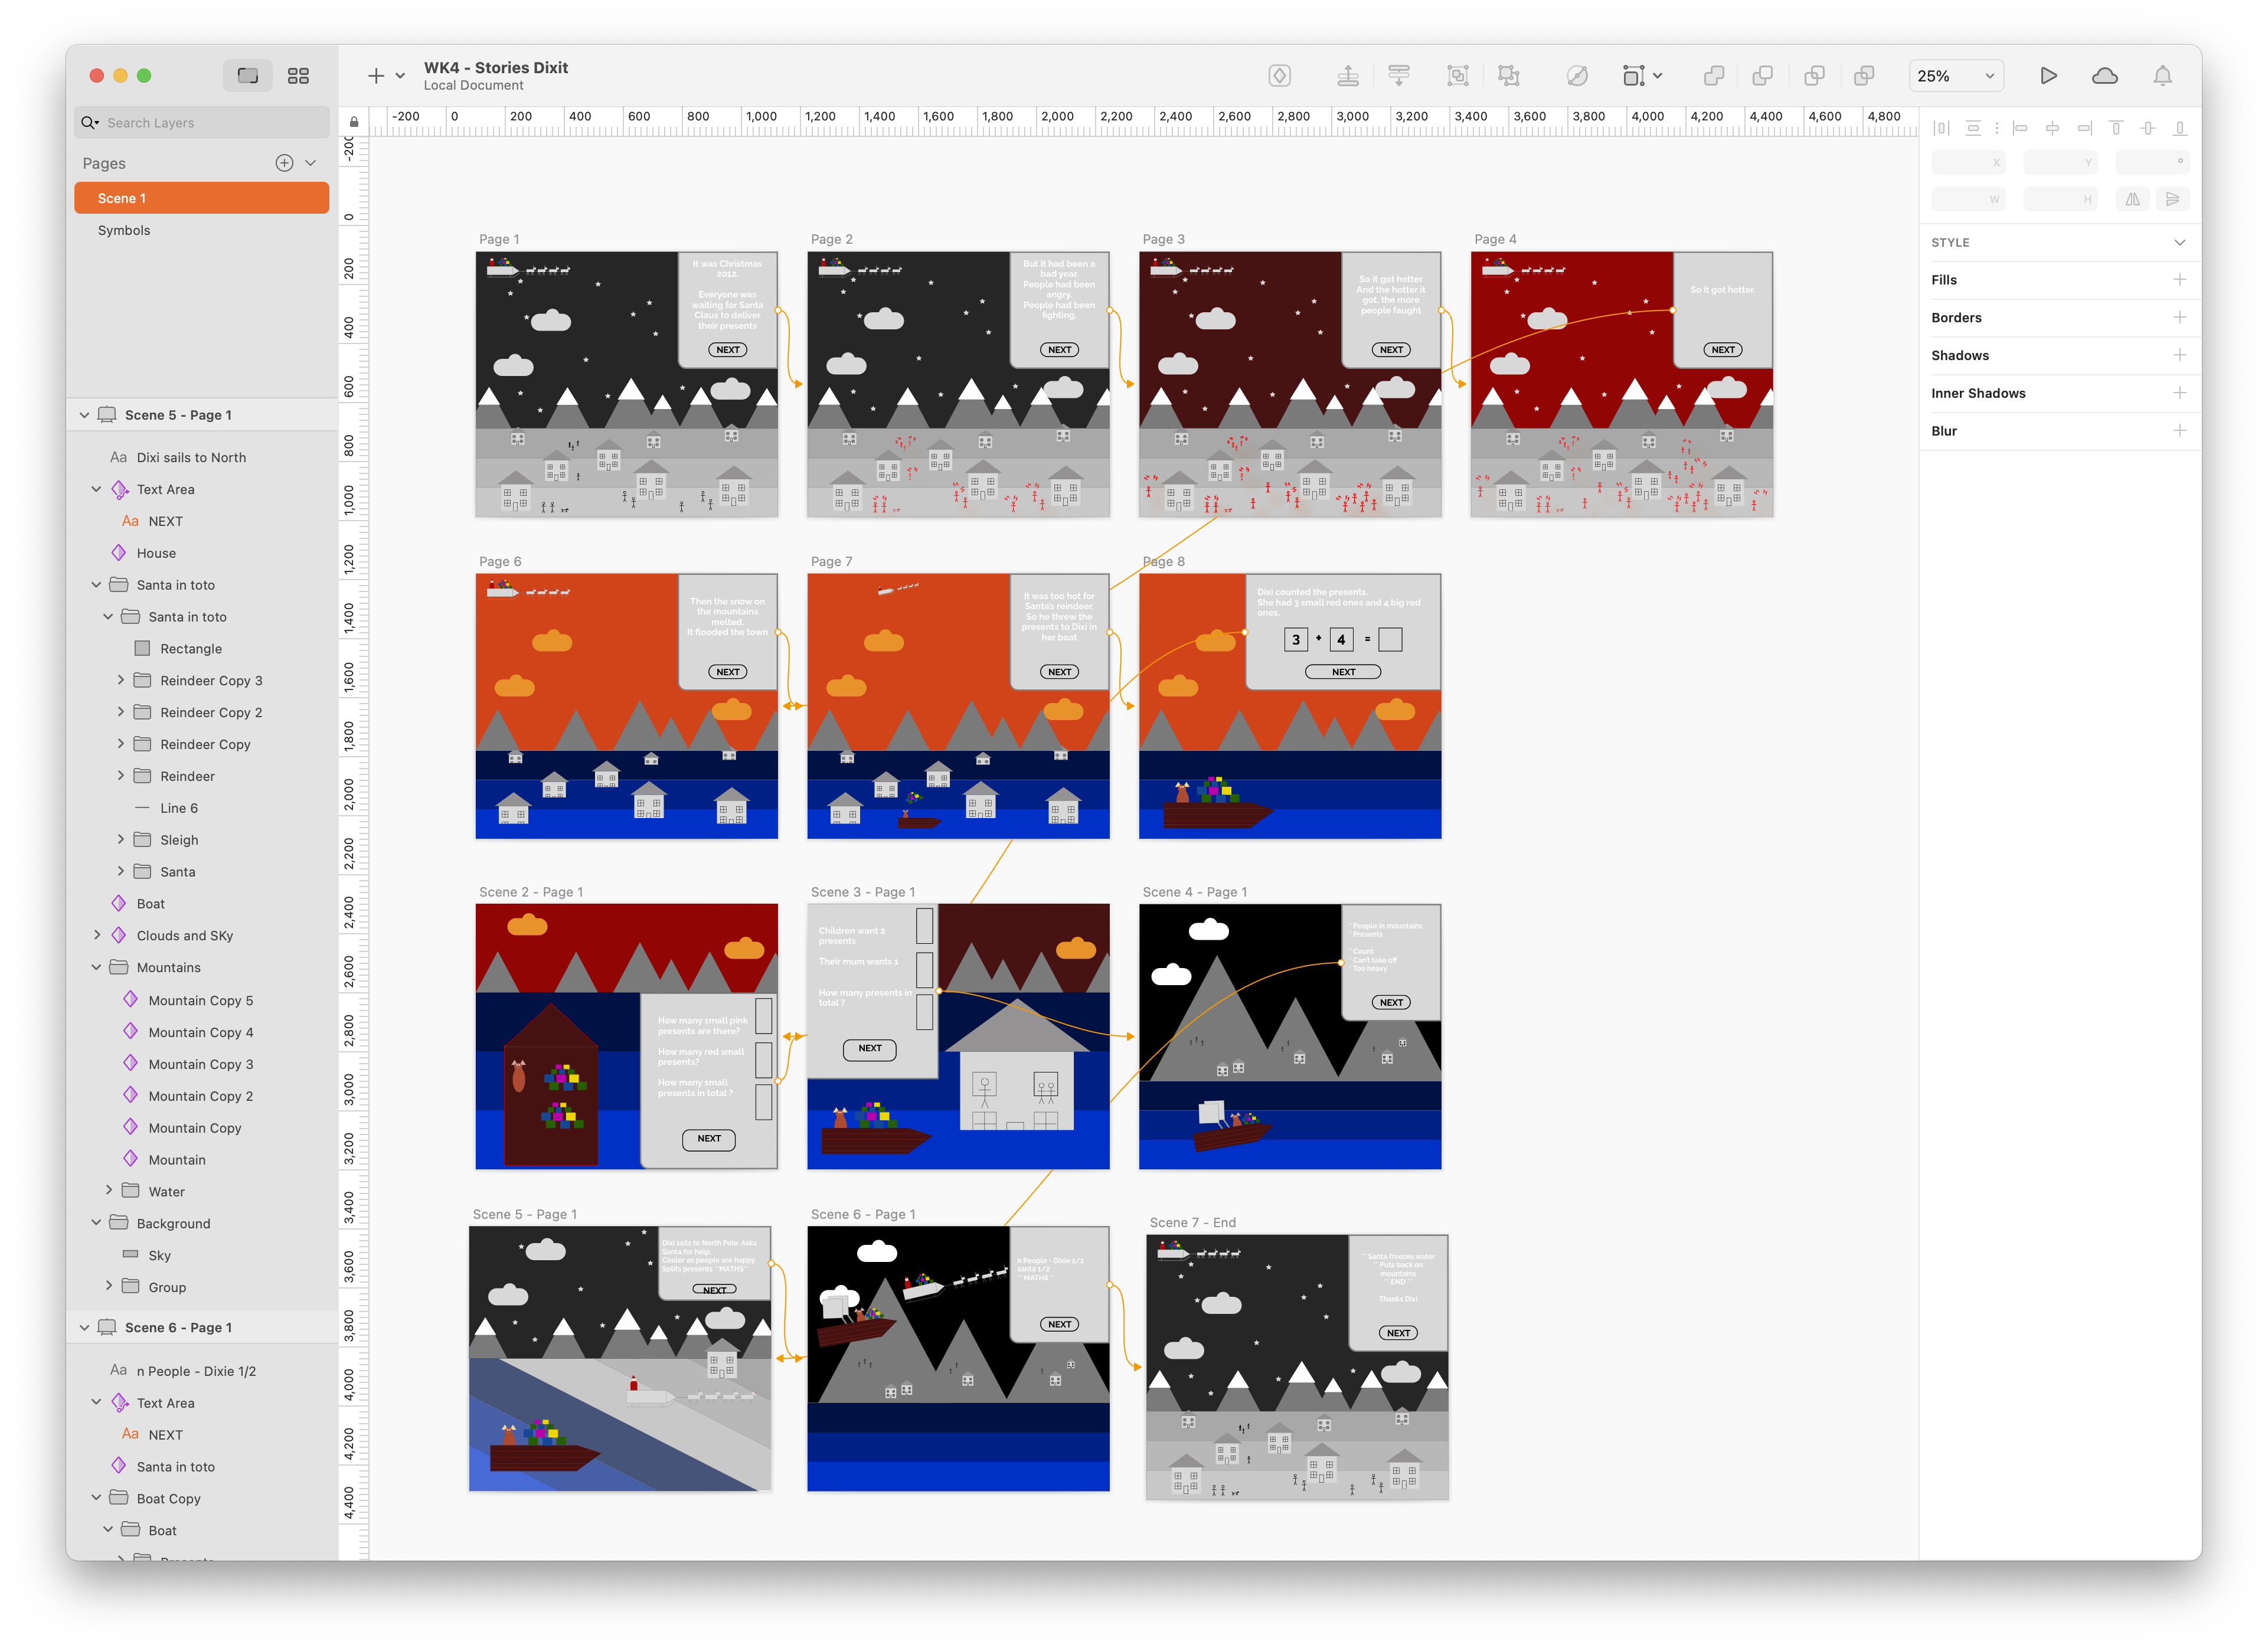 WK4 - Stories Dixit
Local Document
25%
Search Layers
Pages
Scene 1
Symbols
Scene 5 - Page 1
Aa Dixi sails to North
Text Area
Aa NEXT
House
Santa in toto
Santa in toto
Rectangle
Reindeer Copy 3
Reindeer Copy 2
Reindeer Copy
Reindeer
Line 6
Sleigh
Santa
Boat
Clouds and SKy
Mountains
Mountain Copy 5
Mountain Copy 4
Mountain Copy 3
Mountain Copy 2
Mountain Copy
Mountain
Water
Background
Sky
Group
Scene 6 - Page 1
Aa n People - Dixie 1/2
Text Area
Aa NEXT
Santa in toto
Boat Copy
Boat
-200 0 200 400 600 800 1,000 1,200 1,400 1,600 1,800 2,000 2,200 2,400 2,600 2,800 3,000 3,200 3,400 3,600 3,800 4,000 4,200 4,400 4,600 4,800
-200
0
200
400
600
800
1,000
1,200
1,400
1,600
1,800
2,000
2,200
2,400
2,600
2,800
3,000
3,200
3,400
3,600
3,800
4,000
4,200
4,400
Page 1
It was Christmas
2012.
Everyone was
waiting for Santa
Claus to deliver
their presents
NEXT
Page 2
But it had been a
bad year.
People had been
angry.
People had been
fighting.
NEXT
Page 3
So it got hotter
And the hotter it
got, the more
people faught
NEXT
Page 4
So it got hotter.
NEXT
Page 6
Then the snow on
the mountains
melted.
It flooded the town
NEXT
Page 7
It was too hot for
Santa's reindeer.
So he threw the
presents to Dixi in
her boat
NEXT
Page 8
Dixi counted the presents.
She had 3 small red ones and 4 big red
ones.
3 + 4 =
NEXT
Scene 2 - Page 1
How many small pink
presents are there?
How many red small
presents?
How many small
presents in total ?
NEXT
Scene 3 - Page 1
Children want 2
presents
Their mum wants 1
How many presents in
total ?
NEXT
Scene 4 - Page 1
People in mountains
Presents
Count
Can't take off
Too heavy
NEXT
Scene 5 - Page 1
Dixi sails to North Pole. Asks
Santa for help.
Cooler as people are happy
Splits presents **MATHS**
NEXT
Scene 6 - Page 1
n People - Dixie 1/2
santa 1/2
** MATHS **
NEXT
Scene 7 - End
** Santa freezes water
** Puts back on
mountains
** END **
Thanks Dixi
NEXT
X Y °
W H
STYLE
Fills
Borders
Shadows
Inner Shadows
Blur